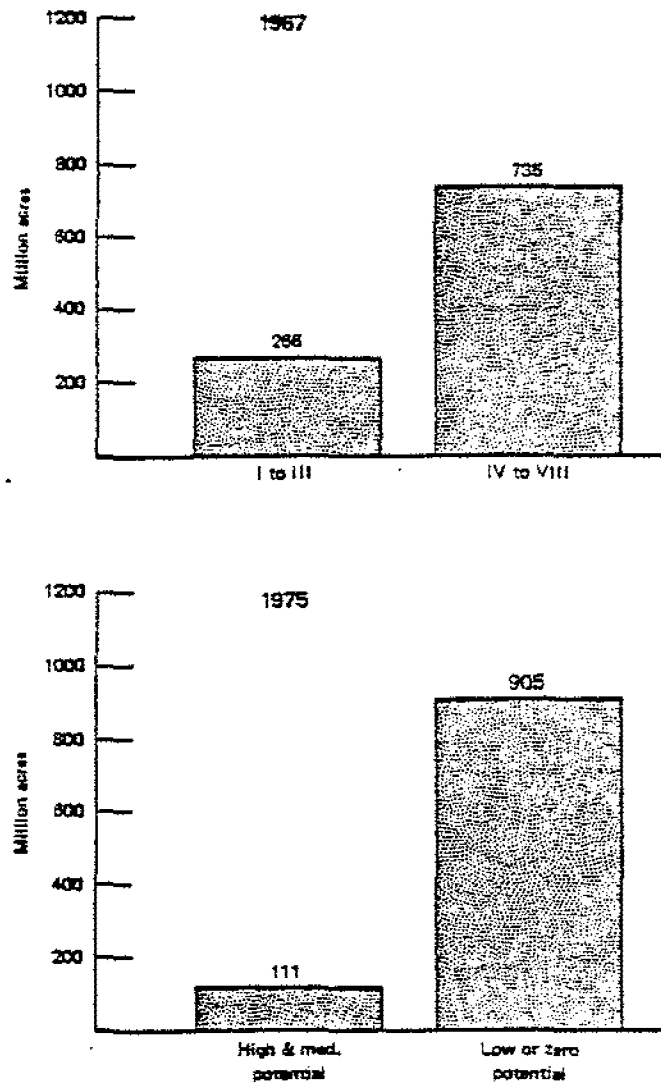 1200
1967
1000
800
600
400
200
Million acres
266
735
I to III
IV to VIII
1200
1975
1000
800
600
400
200
Million acres
111
905
High & med.
potential
Low or zero
potential